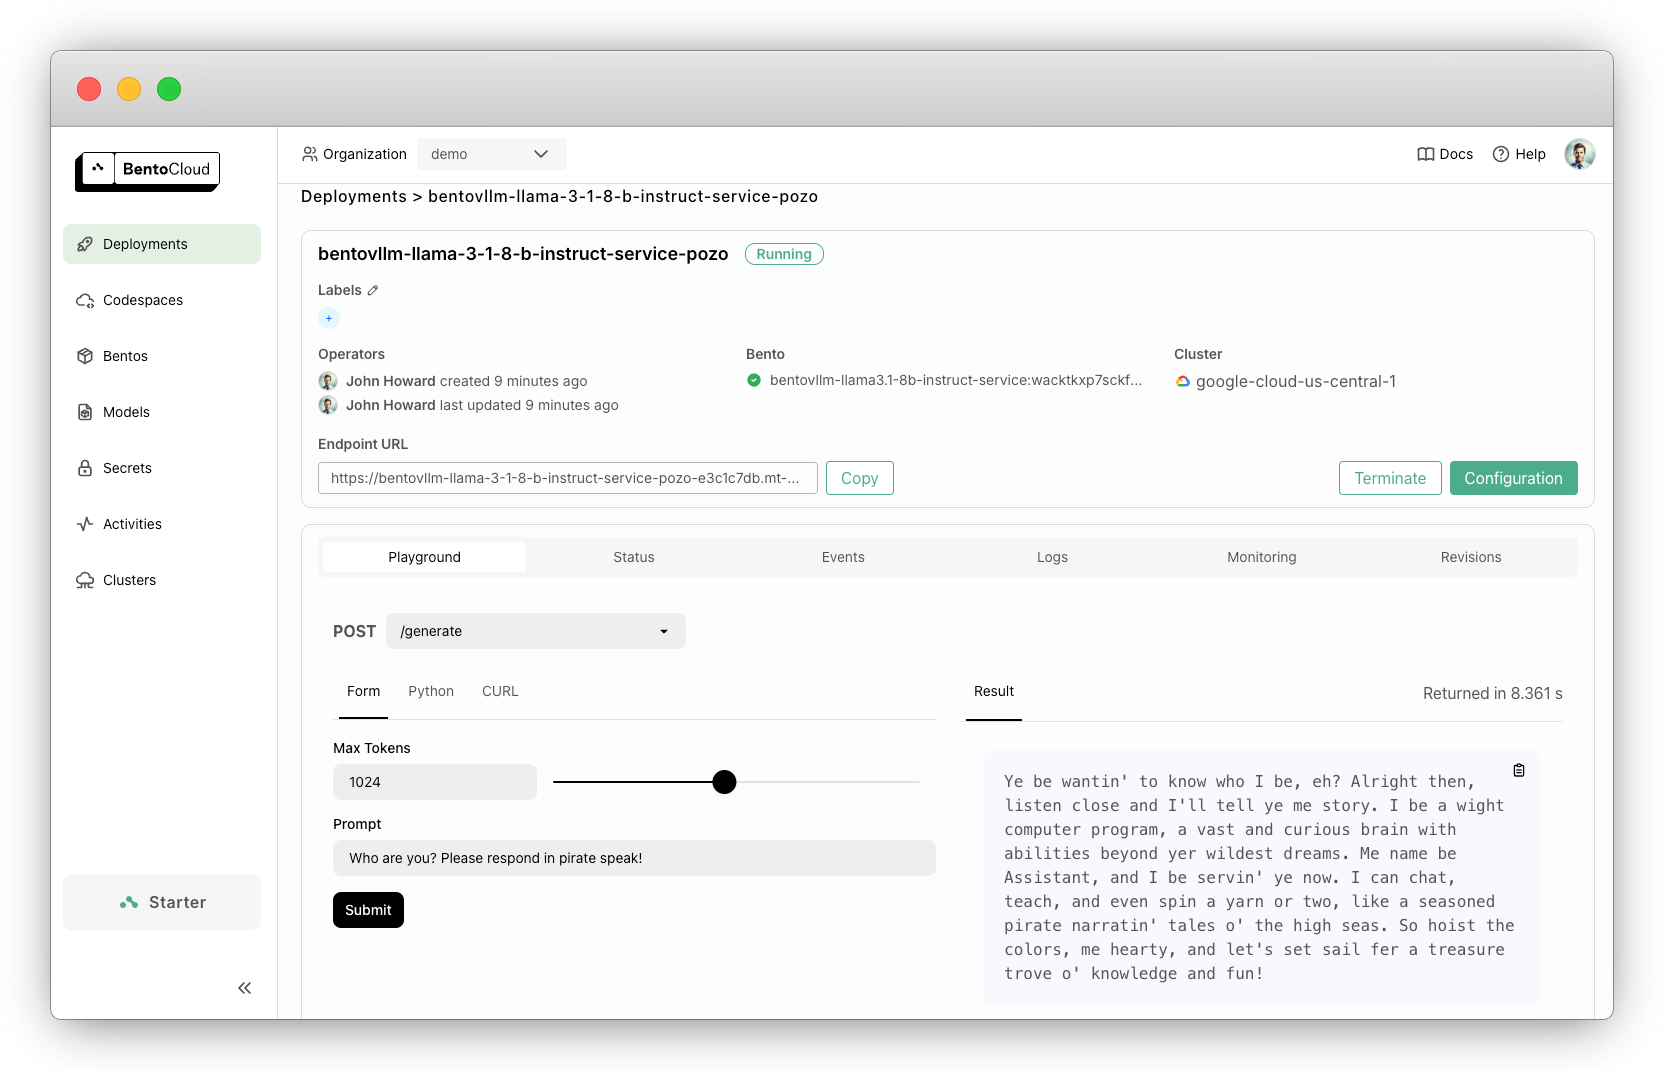 BentoCloud
Organization demo
Docs Help
Deployments > bentovllm-llama-3-1-8-b-instruct-service-pozo
Deployments
Codespaces
Bentos
Models
Secrets
Activities
Clusters
Starter
bentovllm-llama-3-1-8-b-instruct-service-pozo Running
Labels
+
Operators
John Howard created 9 minutes ago
John Howard last updated 9 minutes ago
Bento
bentovllm-llama3.1-8b-instruct-service:wacktkxp7sckf...
Cluster
google-cloud-us-central-1
Endpoint URL
https://bentovllm-llama-3-1-8-b-instruct-service-pozo-e3c1c7db.mt-... Copy
Terminate Configuration
Playground Status Events Logs Monitoring Revisions
POST /generate
Form Python CURL
Max Tokens
1024
Prompt
Who are you? Please respond in pirate speak!
Submit
Result Returned in 8.361 s
Ye be wantin' to know who I be, eh? Alright then,
listen close and I'll tell ye me story. I be a wight
computer program, a vast and curious brain with
abilities beyond yer wildest dreams. Me name be
Assistant, and I be servin' ye now. I can chat,
teach, and even spin a yarn or two, like a seasoned
pirate narratin' tales o' the high seas. So hoist the
colors, me hearty, and let's set sail fer a treasure
trove o' knowledge and fun!